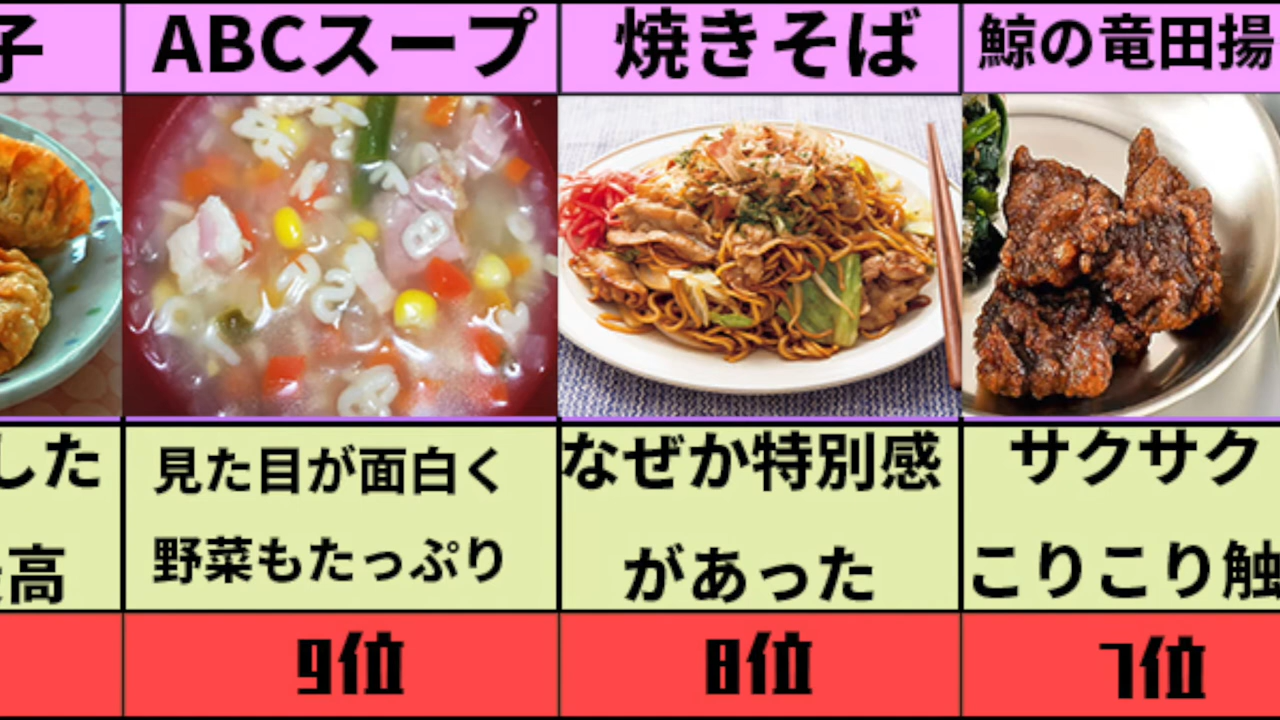 子
ABCスープ
焼きそば
鯨の竜田揚
した
高
見た目が面白く
野菜もたっぷり
なぜか特別感
があった
サクサク
こりこり触
9位
8位
7位